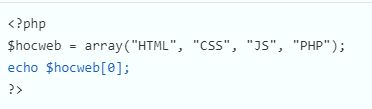 <?php
$hocweb = array("HTML", "CSS", "JS", "PHP");
echo $hocweb[0];
?>